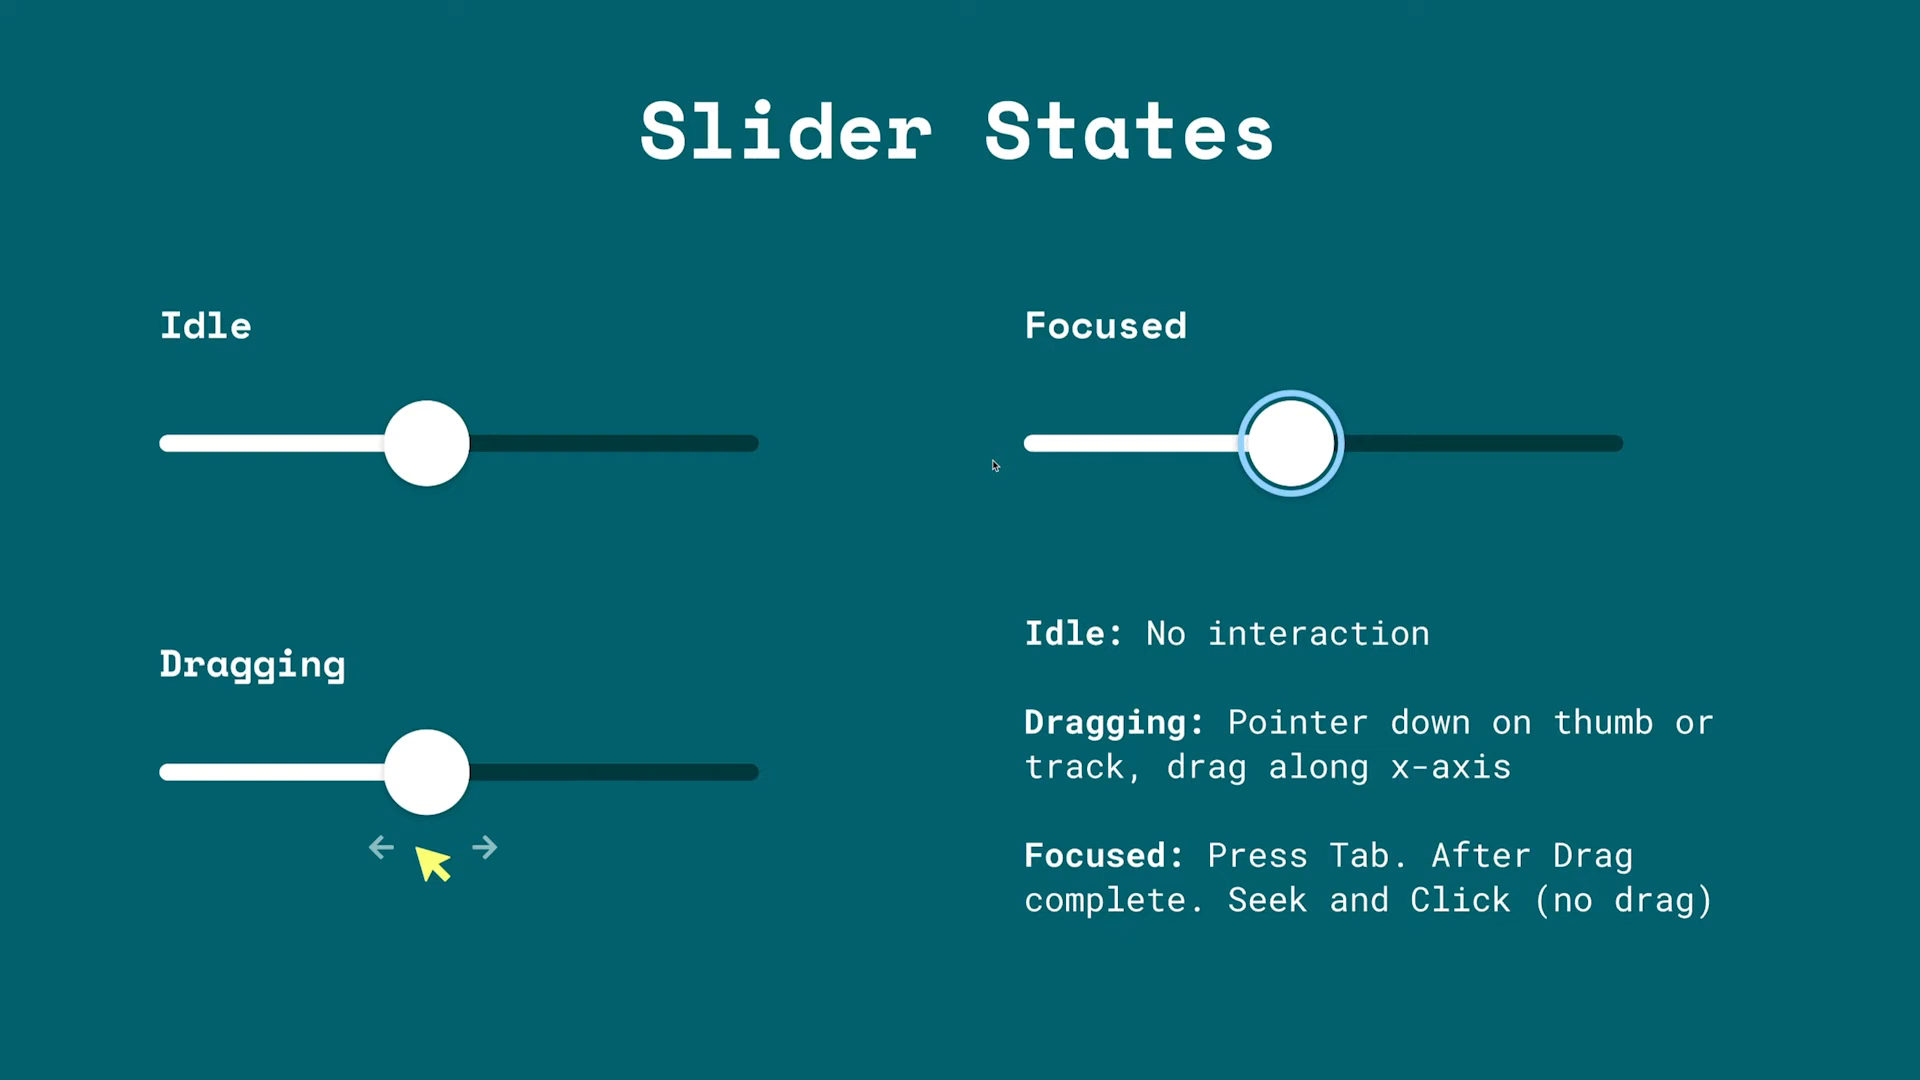 Slider States
Idle
Focused
Dragging
Idle: No interaction
Dragging: Pointer down on thumb or
track, drag along x-axis
Focused: Press Tab. After Drag
complete. Seek and Click (no drag)